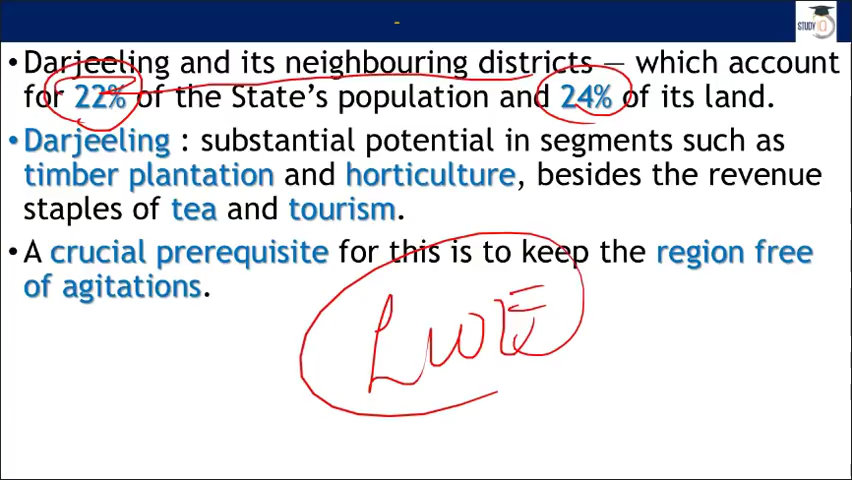 STUDY
IQ
• Darjeeling and its neighbouring districts — which account
for 22% of the State's population and 24% of its land.
• Darjeeling : substantial potential in segments such as
timber plantation and horticulture, besides the revenue
staples of tea and tourism.
• A crucial prerequisite for this is to keep the region free
of agitations.